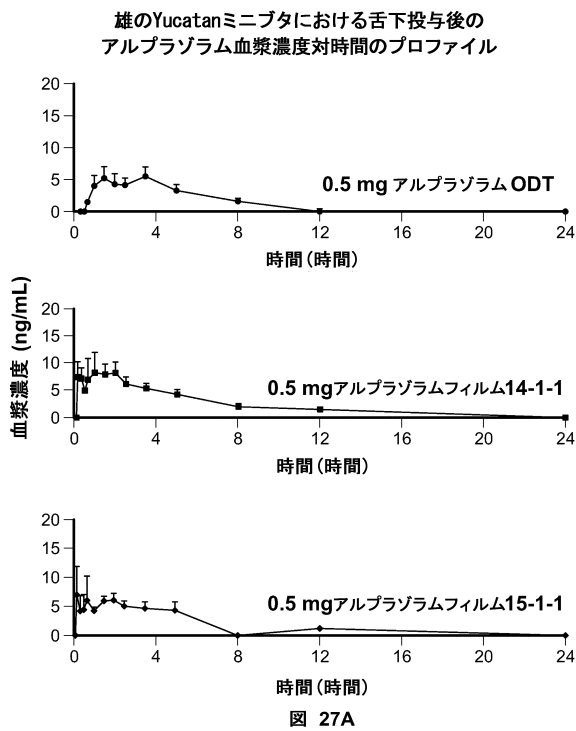 雄のYucatanミニブタにおける舌下投与後の
アルプラゾラム血漿濃度対時間のプロファイル
血漿濃度 (ng/mL)
20
15
10
5
0
0.5 mg アルプラゾラム ODT
0 4 8 12 16 20 24
時間 (時間)
20
15
10
5
0
0.5 mgアルプラゾラムフィルム14-1-1
0 4 8 12 16 20 24
時間 (時間)
20
15
10
5
0
0.5 mgアルプラゾラムフィルム15-1-1
0 4 8 12 16 20 24
時間 (時間)
図 27A